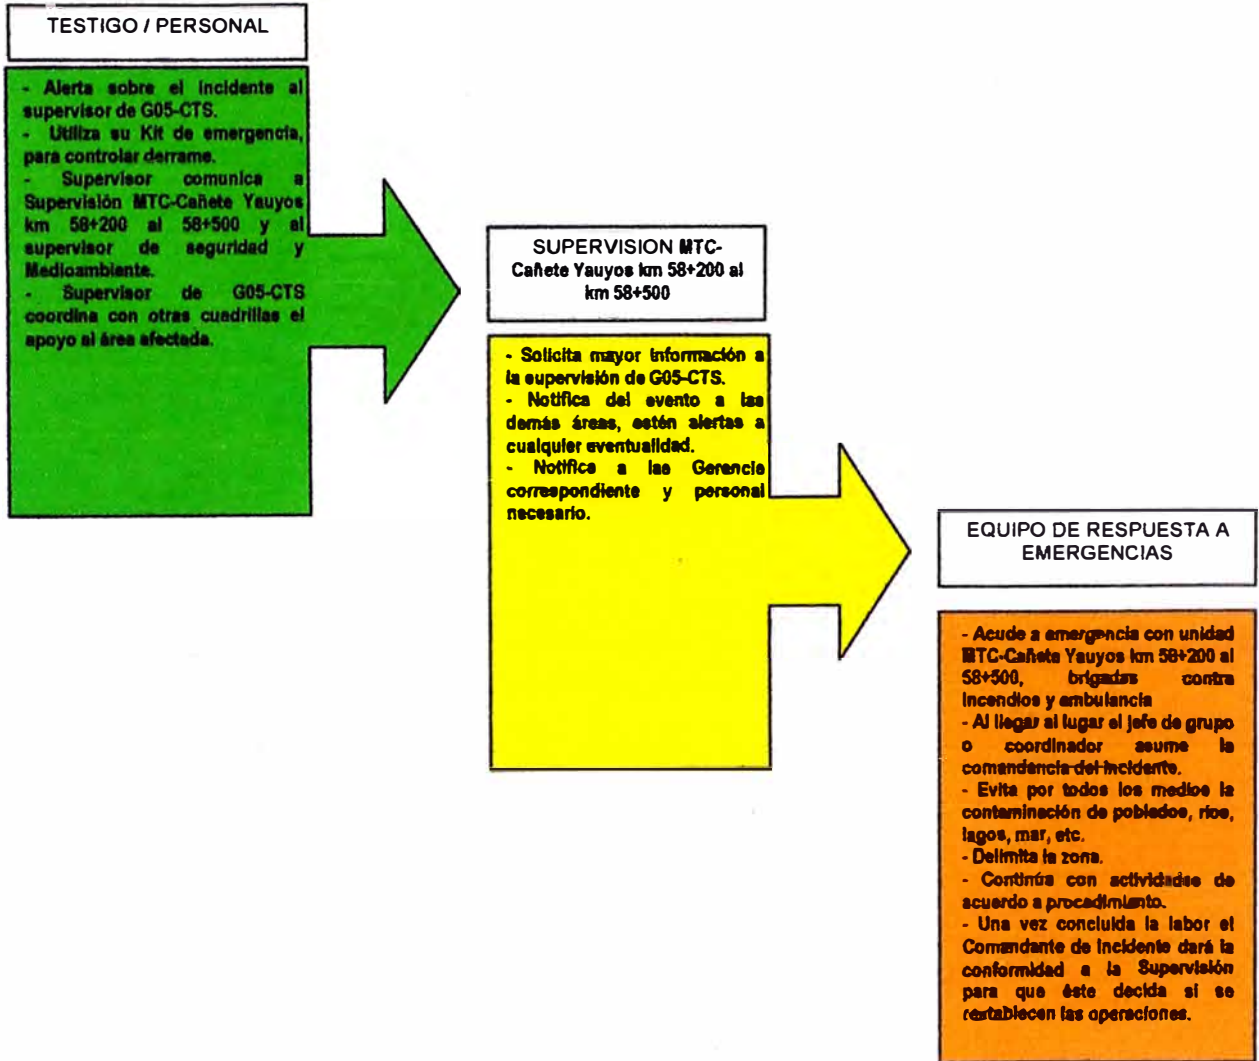 TESTIGO / PERSONAL
- Alerta sobre el incidente al
supervisor de G05-CTS.
- Utiliza su Kit de emergencia,
para controlar derrame.
- Supervisor comunica a
Supervisión MTC-Cañete Yauyos
km 58+200 al 58+500 y al
supervisor de seguridad y
Medioambiente.
- Supervisor de G05-CTS
coordina con otras cuadrillas el
apoyo al área afectada.
SUPERVISION MTC-
Cañete Yauyos km 58+200 al
km 58+500
- Solicita mayor información a
la supervisión de G05-CTS.
- Notifica del evento a las
demás áreas, estén alertas a
cualquier eventualidad.
- Notifica a las Gerencie
correspondiente y personal
necesario.
EQUIPO DE RESPUESTA A
EMERGENCIAS
- Acude a emergencia con unidad
MTC-Cañete Yauyos km 58+200 al
58+500, brigadas contra
incendios y ambulancia
- Al llegar al lugar el jefe de grupo
o coordinador asume la
comandancia del incidente.
- Evita por todos los medios la
contaminación de poblados, ríos,
lagos, mar, etc.
- Delimita la zona.
- Continúa con actividades de
acuerdo a procedimiento.
- Una vez concluida la labor el
Comandante de Incidente dará la
conformidad a la Supervisión
para que éste decida si se
restablecen las operaciones.